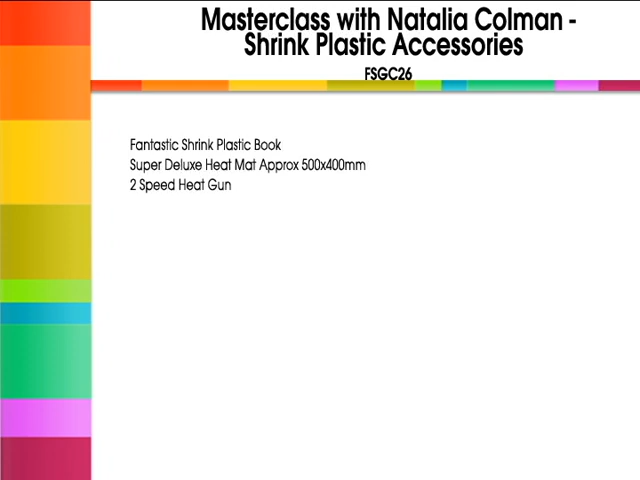 Masterclass with Natalia Colman -
Shrink Plastic Accessories
FSGC26
Fantastic Shrink Plastic Book
Super Deluxe Heat Mat Approx 500x400mm
2 Speed Heat Gun